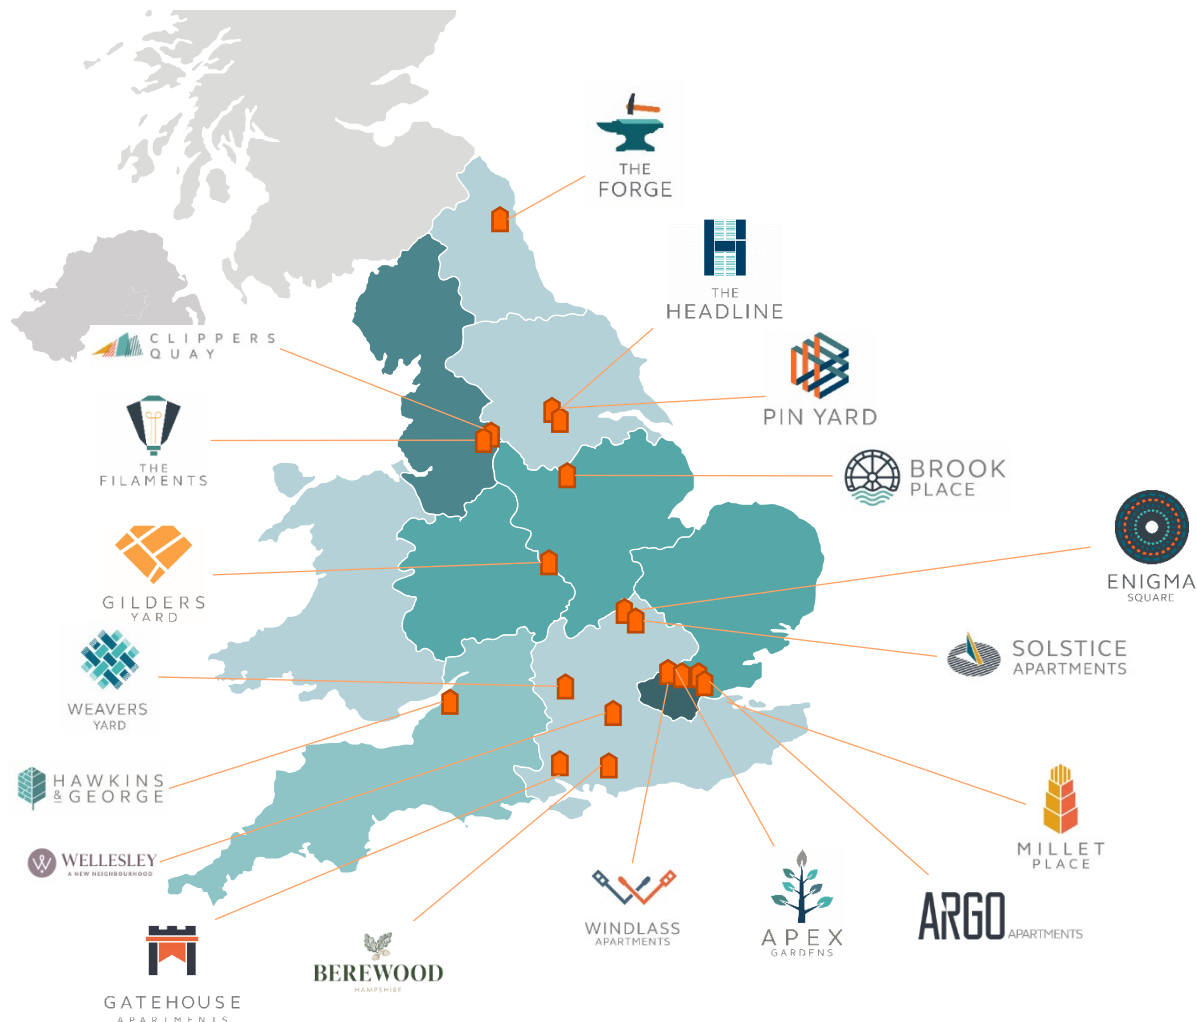 THE
FORGE
THE
HEADLINE
CLIPPERS
QUAY
PIN YARD
THE
FILAMENTS
BROOK
PLACE
ENIGMA
SQUARE
GILDERS
YARD
SOLSTICE
APARTMENTS
WEAVERS
YARD
HAWKINS
& GEORGE
MILLET
PLACE
WELLESLEY
A NEW NEIGHBOURHOOD
WINDLASS
APARTMENTS
APEX
GARDENS
ARGO APARTMENTS
BEREWOOD
HAMPSHIRE
GATEHOUSE
APARTMENTS